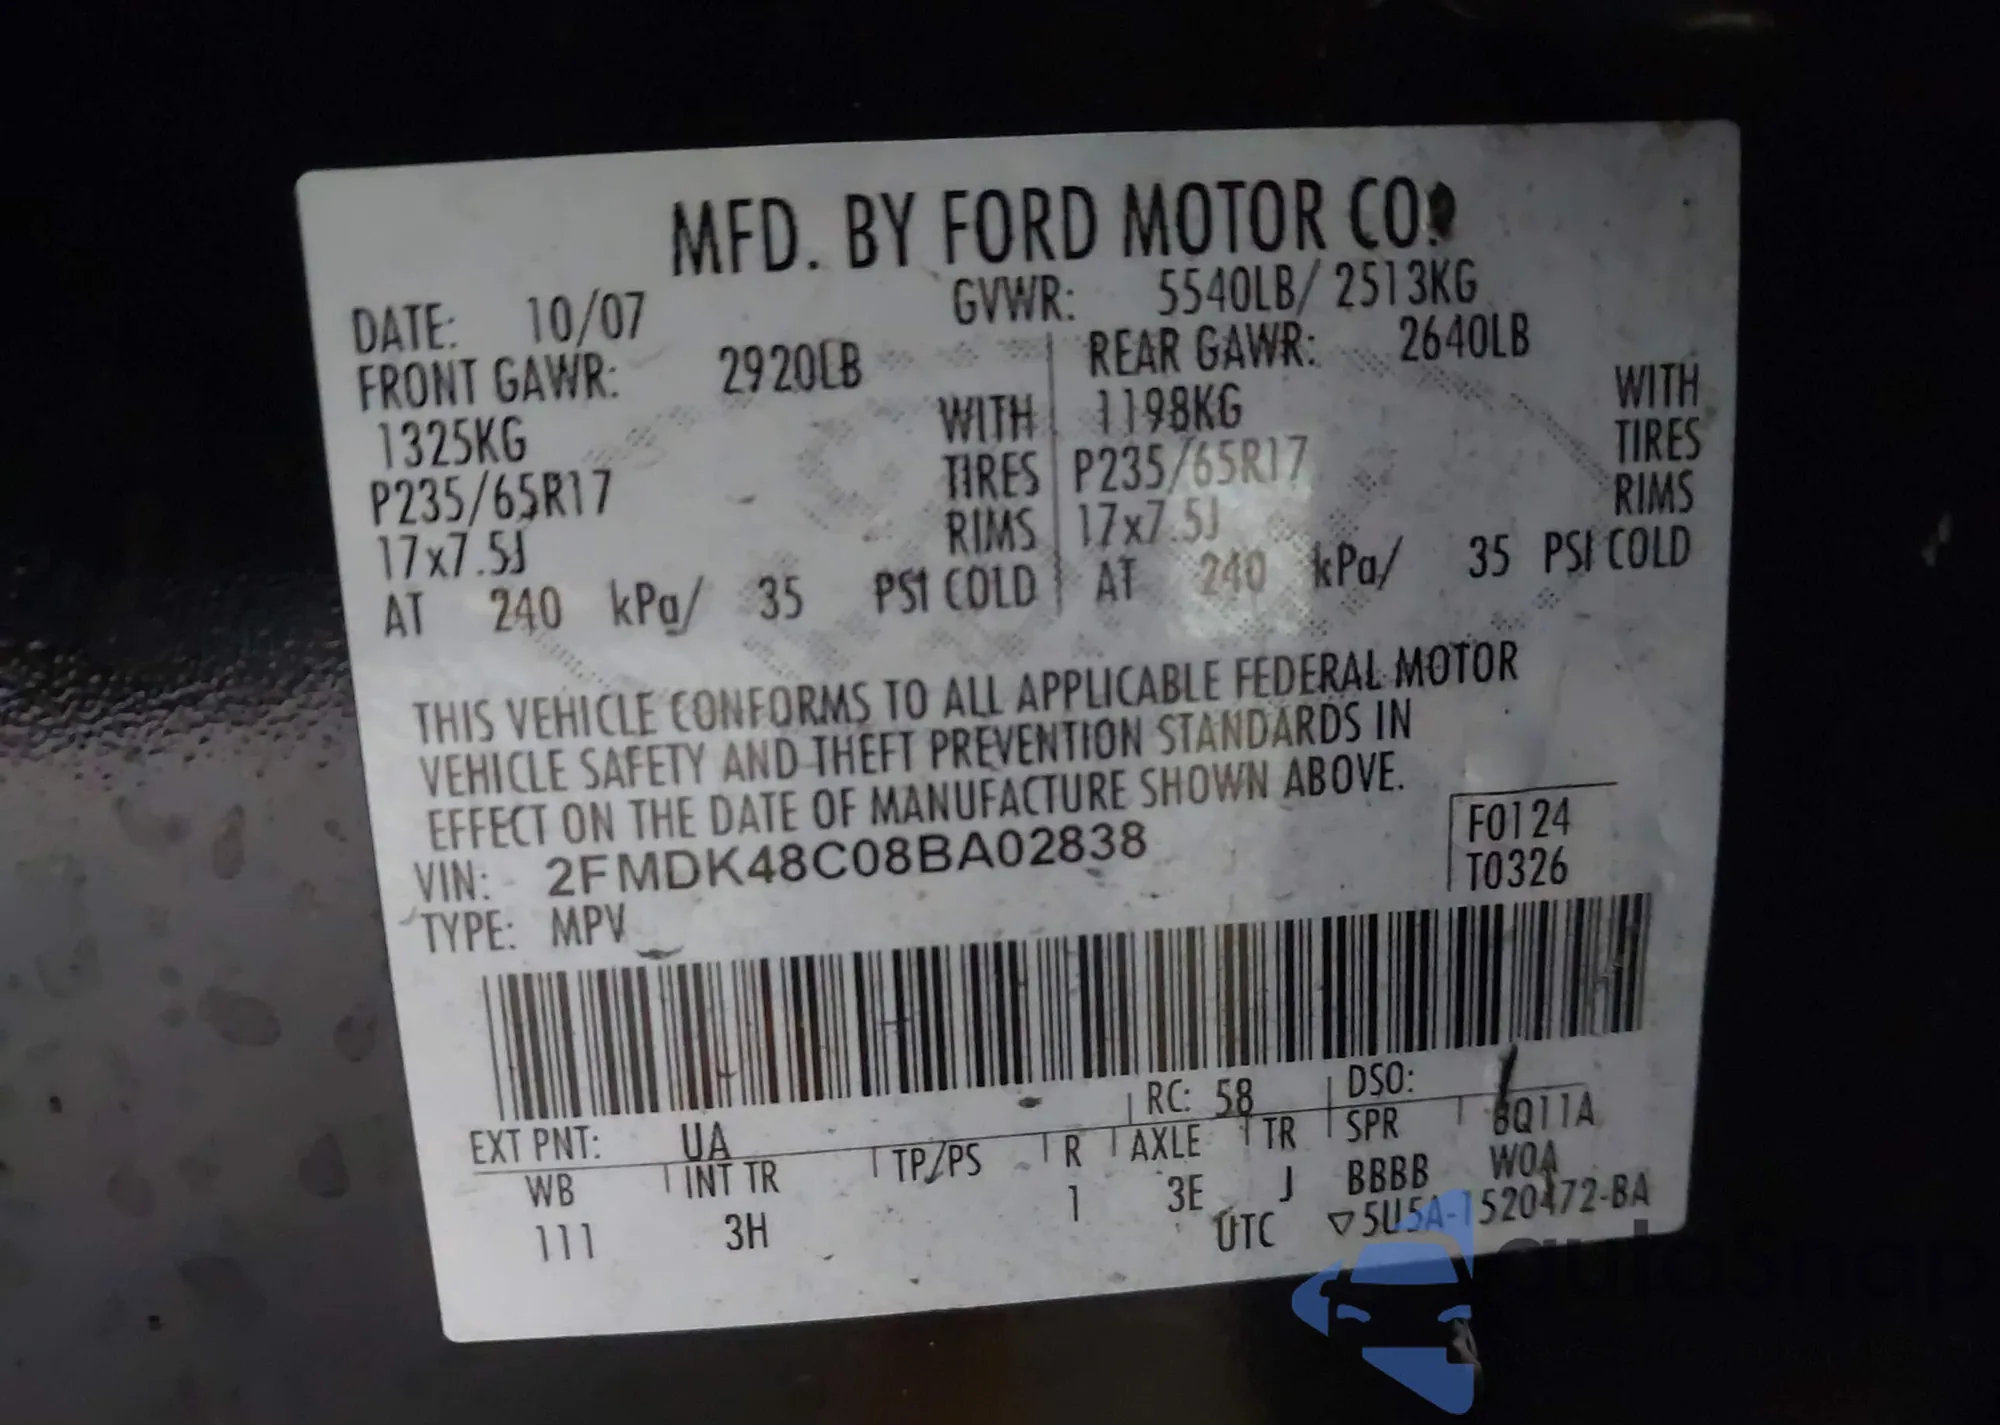 MFD. BY FORD MOTOR CO.
DATE: 10/07 GVWR: 5540LB/ 2513KG
FRONT GAWR: 2920LB REAR GAWR: 2640LB
1325KG WITH 1198KG WITH
P235/65R17 TIRES P235/65R17 TIRES
17x7.5J RIMS 17x7.5J RIMS
AT 240 kPa/ 35 PSI COLD AT 240 kPa/ 35 PSI COLD
THIS VEHICLE CONFORMS TO ALL APPLICABLE FEDERAL MOTOR
VEHICLE SAFETY AND THEFT PREVENTION STANDARDS IN
EFFECT ON THE DATE OF MANUFACTURE SHOWN ABOVE.
VIN: 2FMDK48C08BA02838 F0124
TYPE: MPV T0326
RC: 58 DSO:
EXT PNT: UA BQ11A
WB INT TR TP/PS R AXLE TR SPR W0A
111 3H 1 3E J BBBB
UTC ▽5U5A-1520472-BA
autoshop